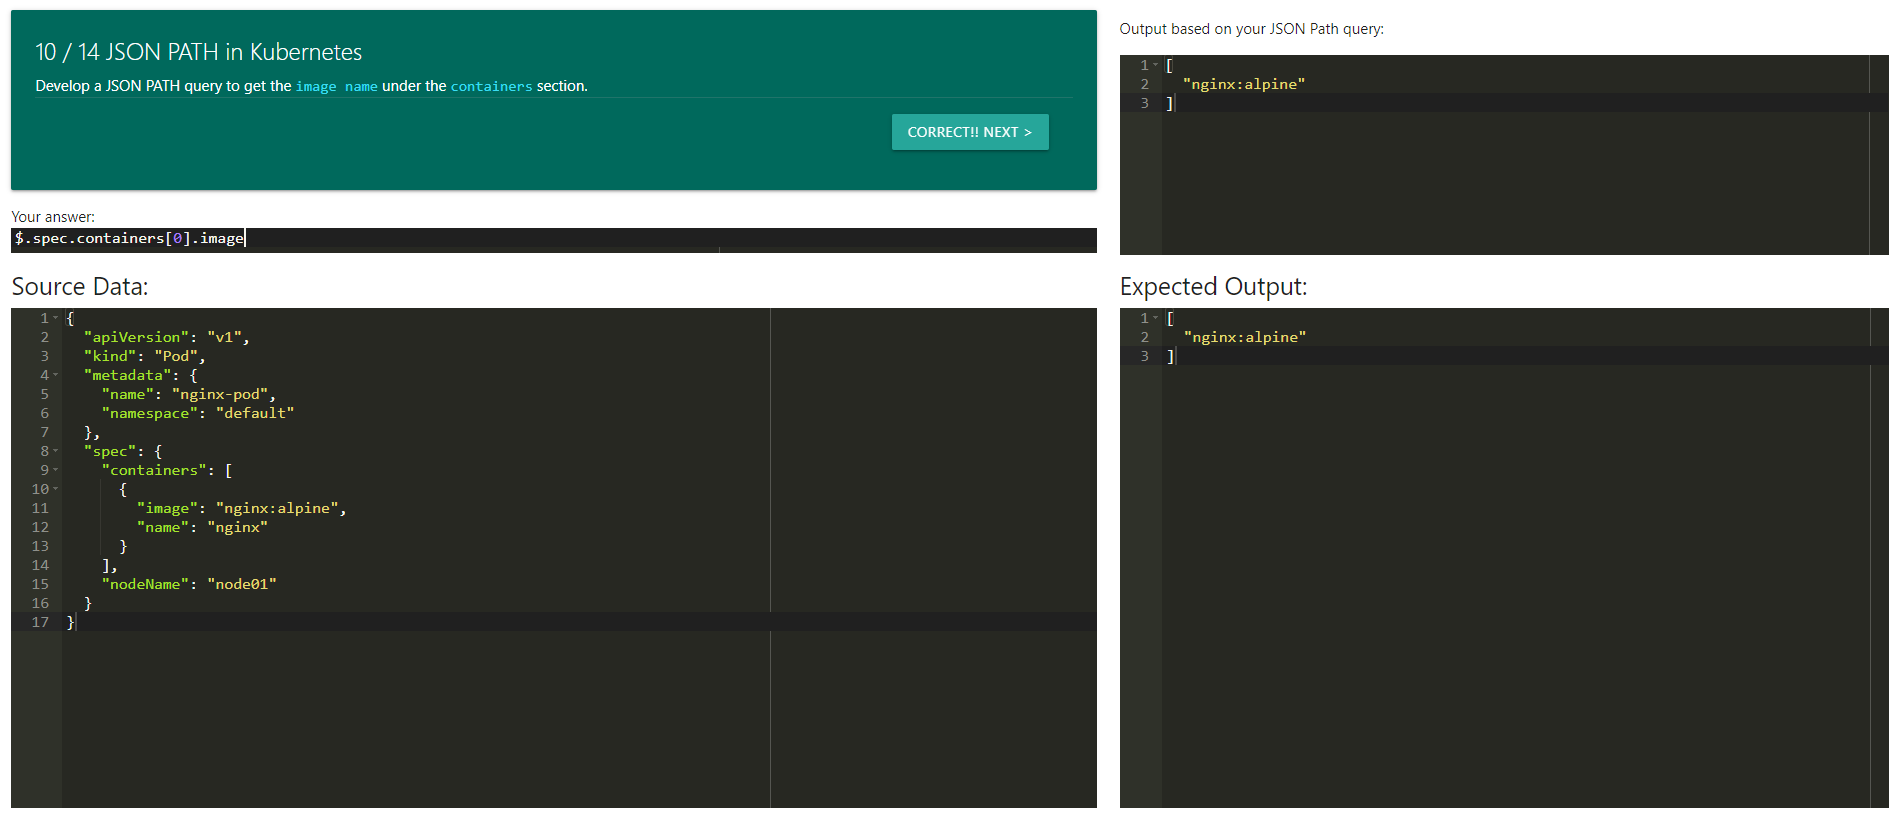 10 / 14 JSON PATH in Kubernetes
Develop a JSON PATH query to get the image name under the containers section.
CORRECT!! NEXT >
Your answer:
$.spec.containers[0].image
Source Data:
1 {
2   "apiVersion": "v1",
3   "kind": "Pod",
4   "metadata": {
5     "name": "nginx-pod",
6     "namespace": "default"
7   },
8   "spec": {
9     "containers": [
10       {
11         "image": "nginx:alpine",
12         "name": "nginx"
13       }
14     ],
15     "nodeName": "node01"
16   }
17 }
Output based on your JSON Path query:
1 [
2   "nginx:alpine"
3 ]
Expected Output:
1 [
2   "nginx:alpine"
3 ]